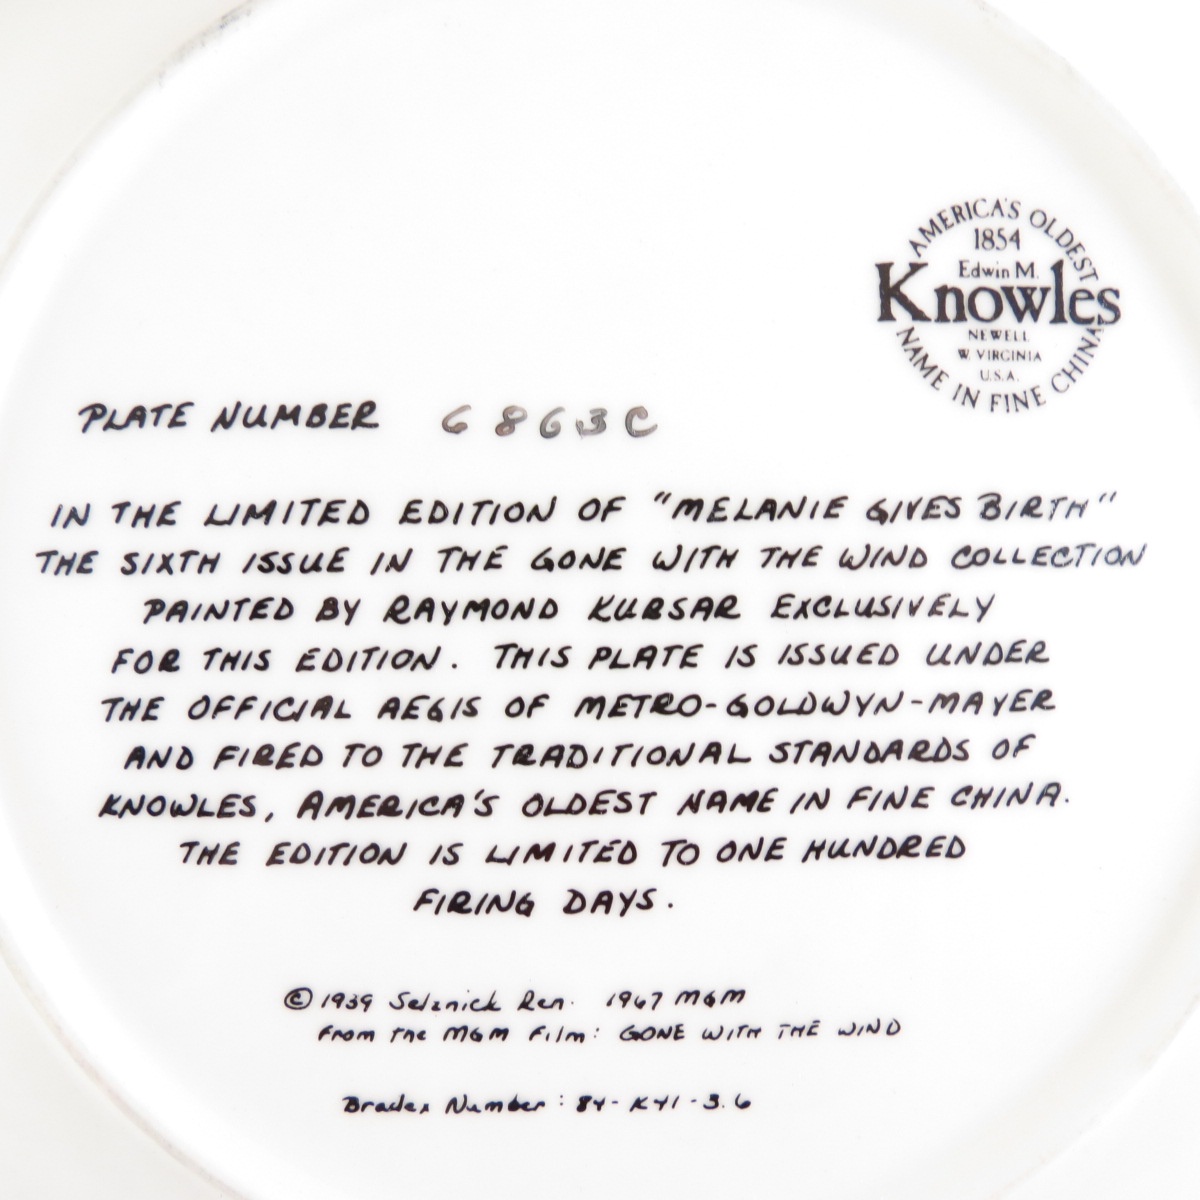 AMERICA'S OLDEST
1854
Edwin M.
Knowles
NEWELL
W. VIRGINIA
U.S.A.
NAME IN FINE CHINA
PLATE NUMBER 6863C
IN THE LIMITED EDITION OF "MELANIE GIVES BIRTH"
THE SIXTH ISSUE IN THE GONE WITH THE WIND COLLECTION
PAINTED BY RAYMOND KURSAR EXCLUSIVELY
FOR THIS EDITION. THIS PLATE IS ISSUED UNDER
THE OFFICIAL AEGIS OF METRO-GOLDWYN-MAYER
AND FIRED TO THE TRADITIONAL STANDARDS OF
KNOWLES, AMERICA'S OLDEST NAME IN FINE CHINA.
THE EDITION IS LIMITED TO ONE HUNDRED
FIRING DAYS.
© 1939 Selznick Ren. 1967 MGM
From the MGM Film: GONE WITH THE WIND
Bradex Number: 84-K41-3.6